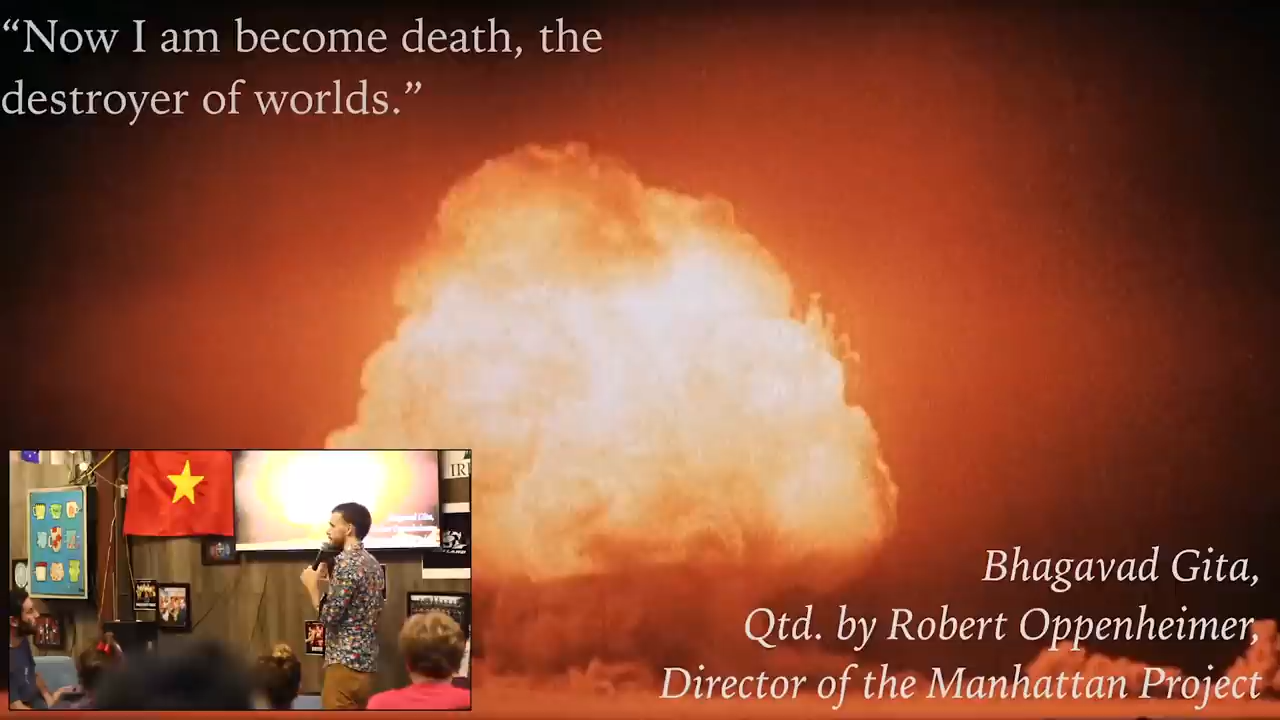 “Now I am become death, the
destroyer of worlds.”
Bhagavad Gita,
Qtd. by Robert Oppenheimer,
Director of the Manhattan Project